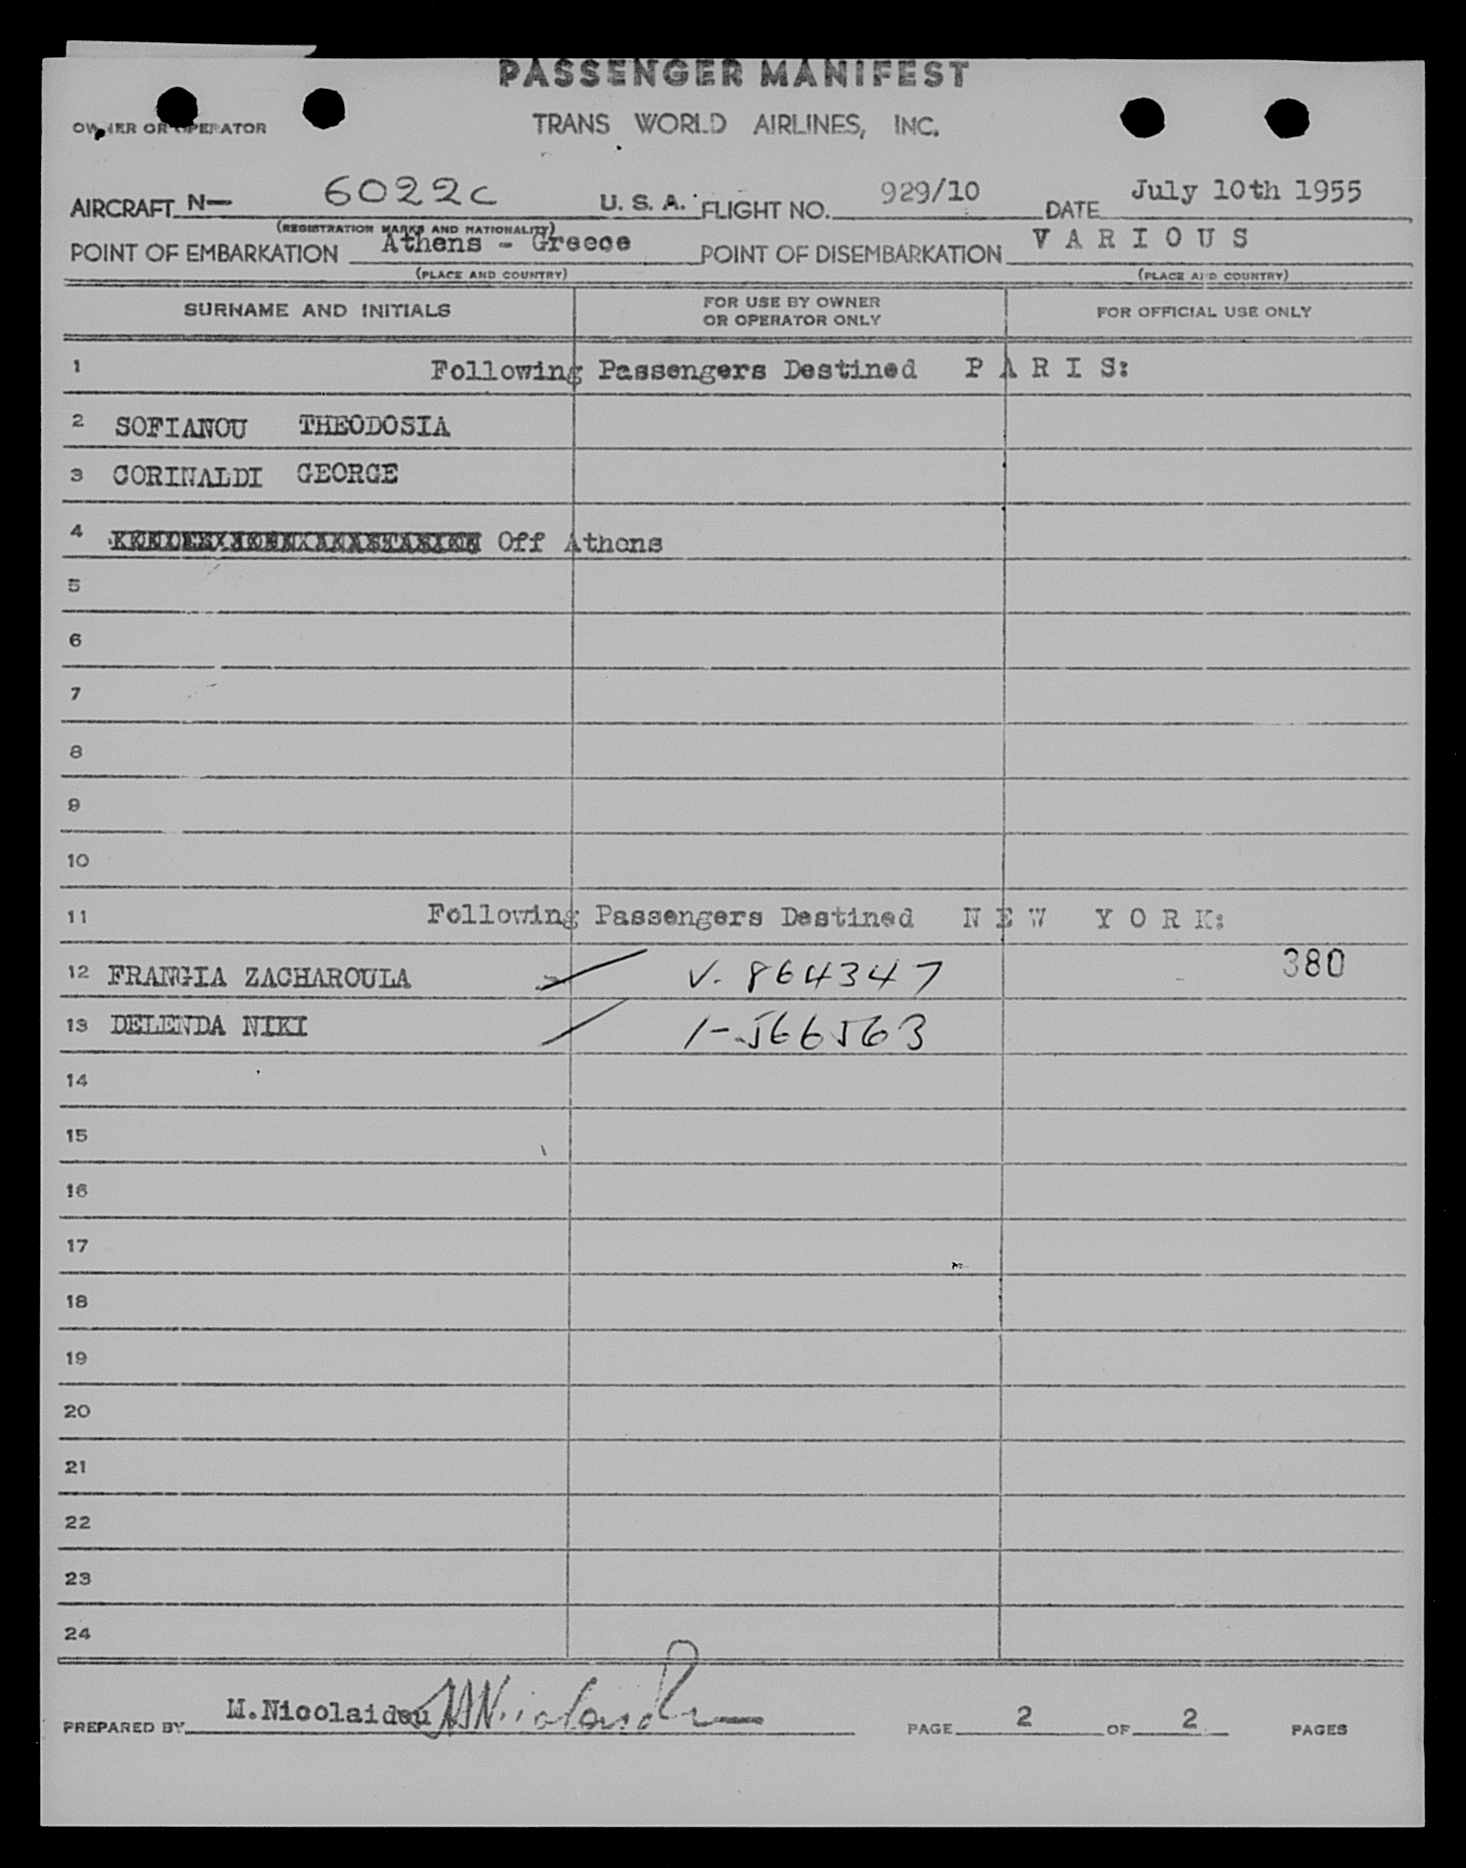 PASSENGER MANIFEST
OWNER OR OPERATOR TRANS WORLD AIRLINES, INC.
AIRCRAFT N— 6022C U. S. A. FLIGHT NO. 929/10 DATE July 10th 1955
(REGISTRATION MARKS AND NATIONALITY)
POINT OF EMBARKATION Athens - Greece POINT OF DISEMBARKATION V A R I O U S
(PLACE AND COUNTRY) (PLACE AND COUNTRY)
SURNAME AND INITIALS FOR USE BY OWNER OR OPERATOR ONLY FOR OFFICIAL USE ONLY
1 Following Passengers Destined P A R I S:
2 SOFIANOU THEODOSIA
3 CORINALDI GEORGE
4 Off Athens
5
6
7
8
9
10
11 Following Passengers Destined N E W Y O R K:
12 FRANGIA ZACHAROULA V. 864347 380
13 DELENDA NIKI 1-566563
14
15
16
17
18
19
20
21
22
23
24
PREPARED BY M.Nicolaidou PAGE 2 OF 2 PAGES